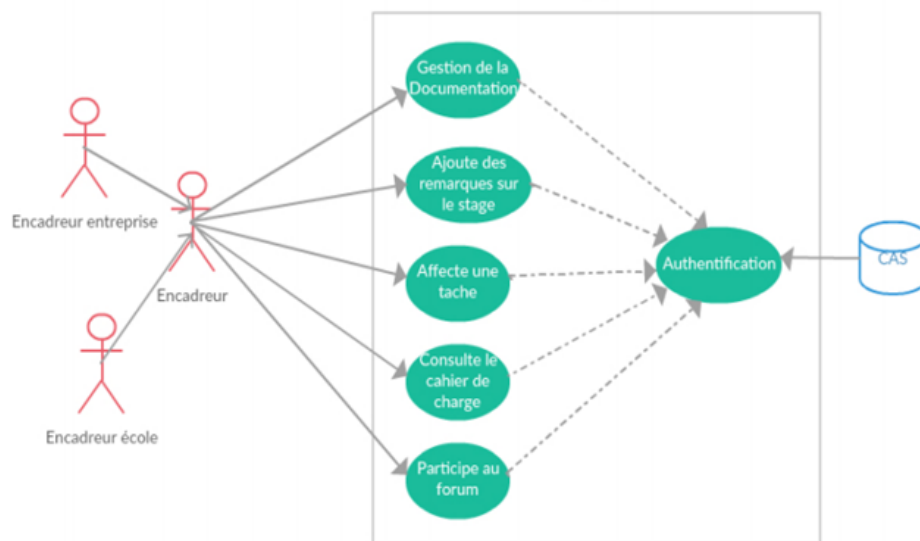 Gestion de la
Documentation
Ajoute des
remarques sur
le stage
Encadreur entreprise
Authentification
CAS
Affecte une
tache
Encadreur
Consulte le
cahier de
charge
Encadreur école
Participe au
forum